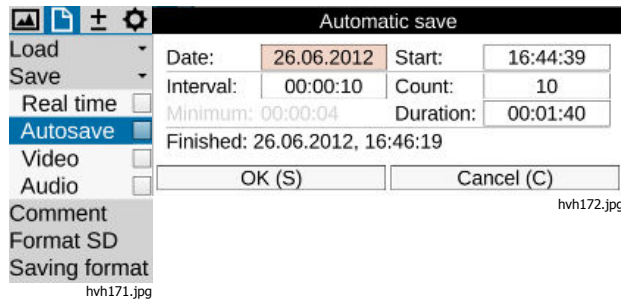 Load
Save
Real time
Autosave
Video
Audio
Comment
Format SD
Saving format
hvh171.jpg
Automatic save
Date: 26.06.2012 Start: 16:44:39
Interval: 00:00:10 Count: 10
Minimum: 00:00:04 Duration: 00:01:40
Finished: 26.06.2012, 16:46:19
OK (S) Cancel (C)
hvh172.jpg